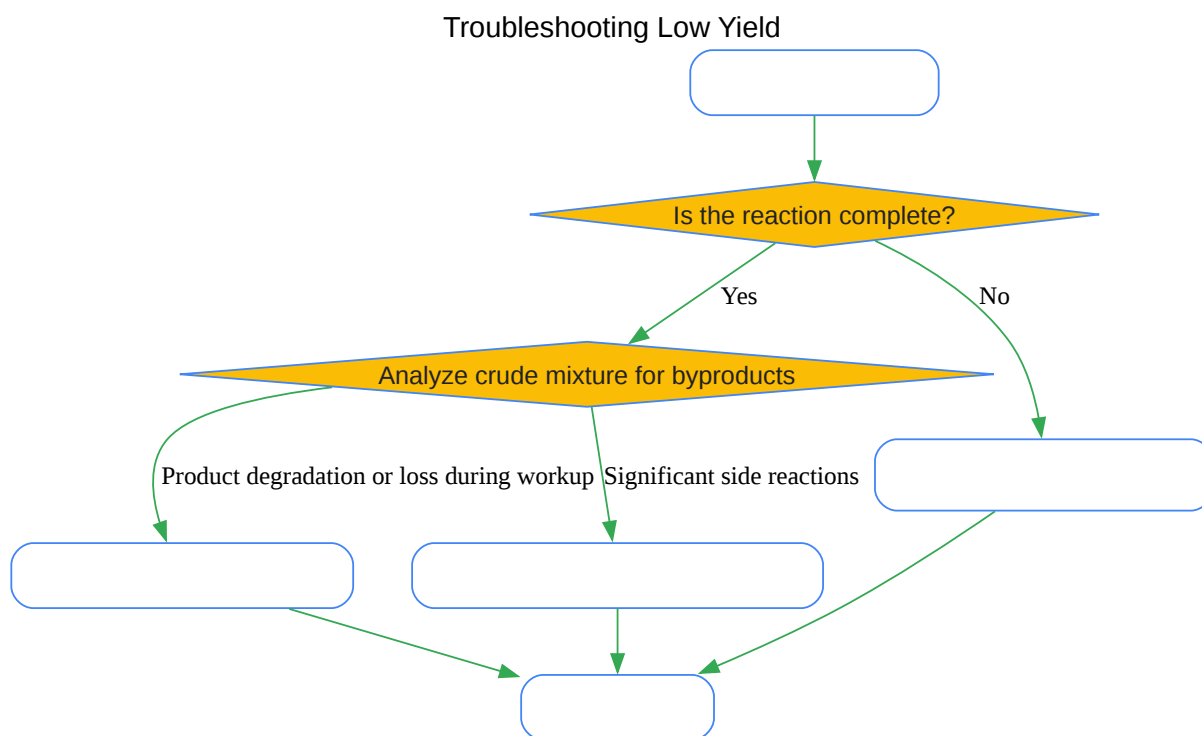 Troubleshooting Low Yield
Is the reaction complete?
Yes
No
Analyze crude mixture for byproducts
Product degradation or loss during workup
Significant side reactions